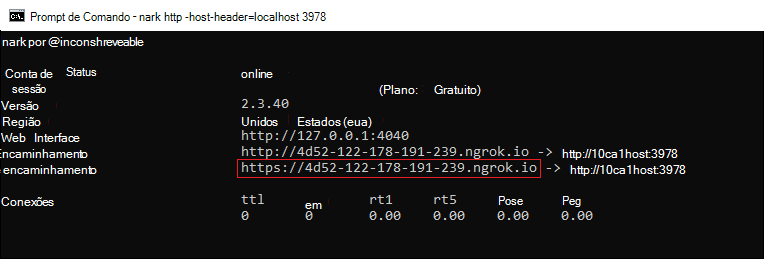 Prompt de Comando - nark http -host-header=localhost 3978
nark por @inconshreveable
Conta de sessão Status online
(Plano: Gratuito)
Versão 2.3.40
Região Unidos Estados (eua)
Web Interface http://127.0.0.1:4040
Encaminhamento http://4d52-122-178-191-239.ngrok.io -> http://10ca1host:3978
encaminhamento https://4d52-122-178-191-239.ngrok.io -> http://10ca1host:3978
Conexões ttl em rt1 rt5 Pose Peg
0 0 0.00 0.00 0.00 0.00